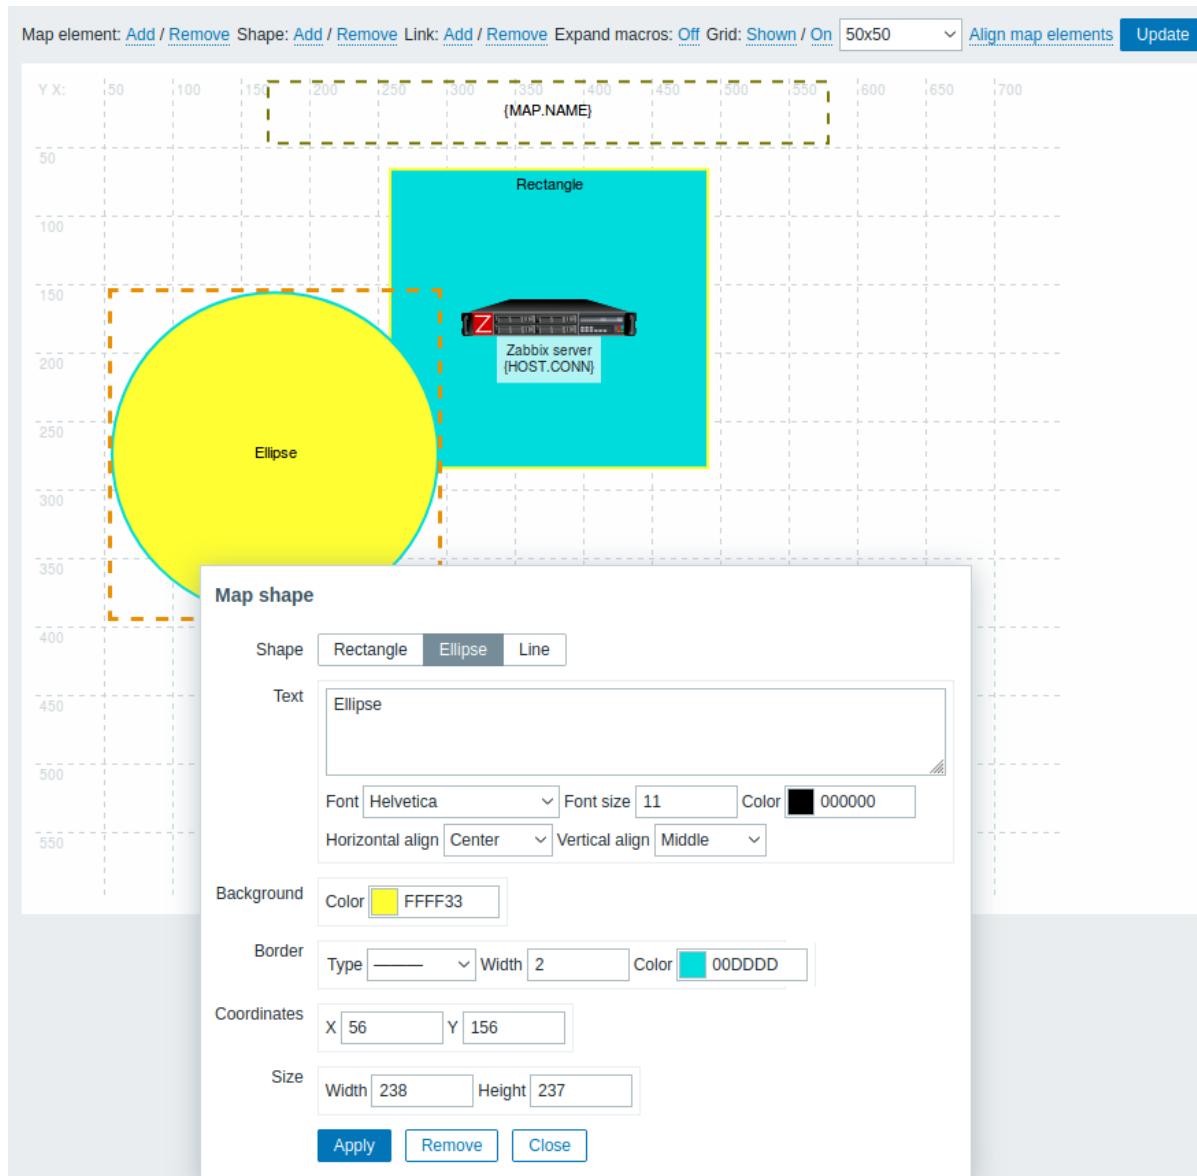 Map element: Add / Remove Shape: Add / Remove Link: Add / Remove Expand macros: Off Grid: Shown / On 50x50 Align map elements Update
Y X: 50 100 150 200 250 300 350 400 450 500 550 600 650 700
{MAP.NAME}
50
Rectangle
100
150
Z
Zabbix server
200
{HOST.CONN}
250
Ellipse
300
350
Map shape
400
Shape Rectangle Ellipse Line
450
Text Ellipse
500
Font Helvetica Font size 11 Color 000000
550
Horizontal align Center Vertical align Middle
Background Color FFFF33
Border Type Width 2 Color 00DDDD
Coordinates X 56 Y 156
Size Width 238 Height 237
Apply Remove Close